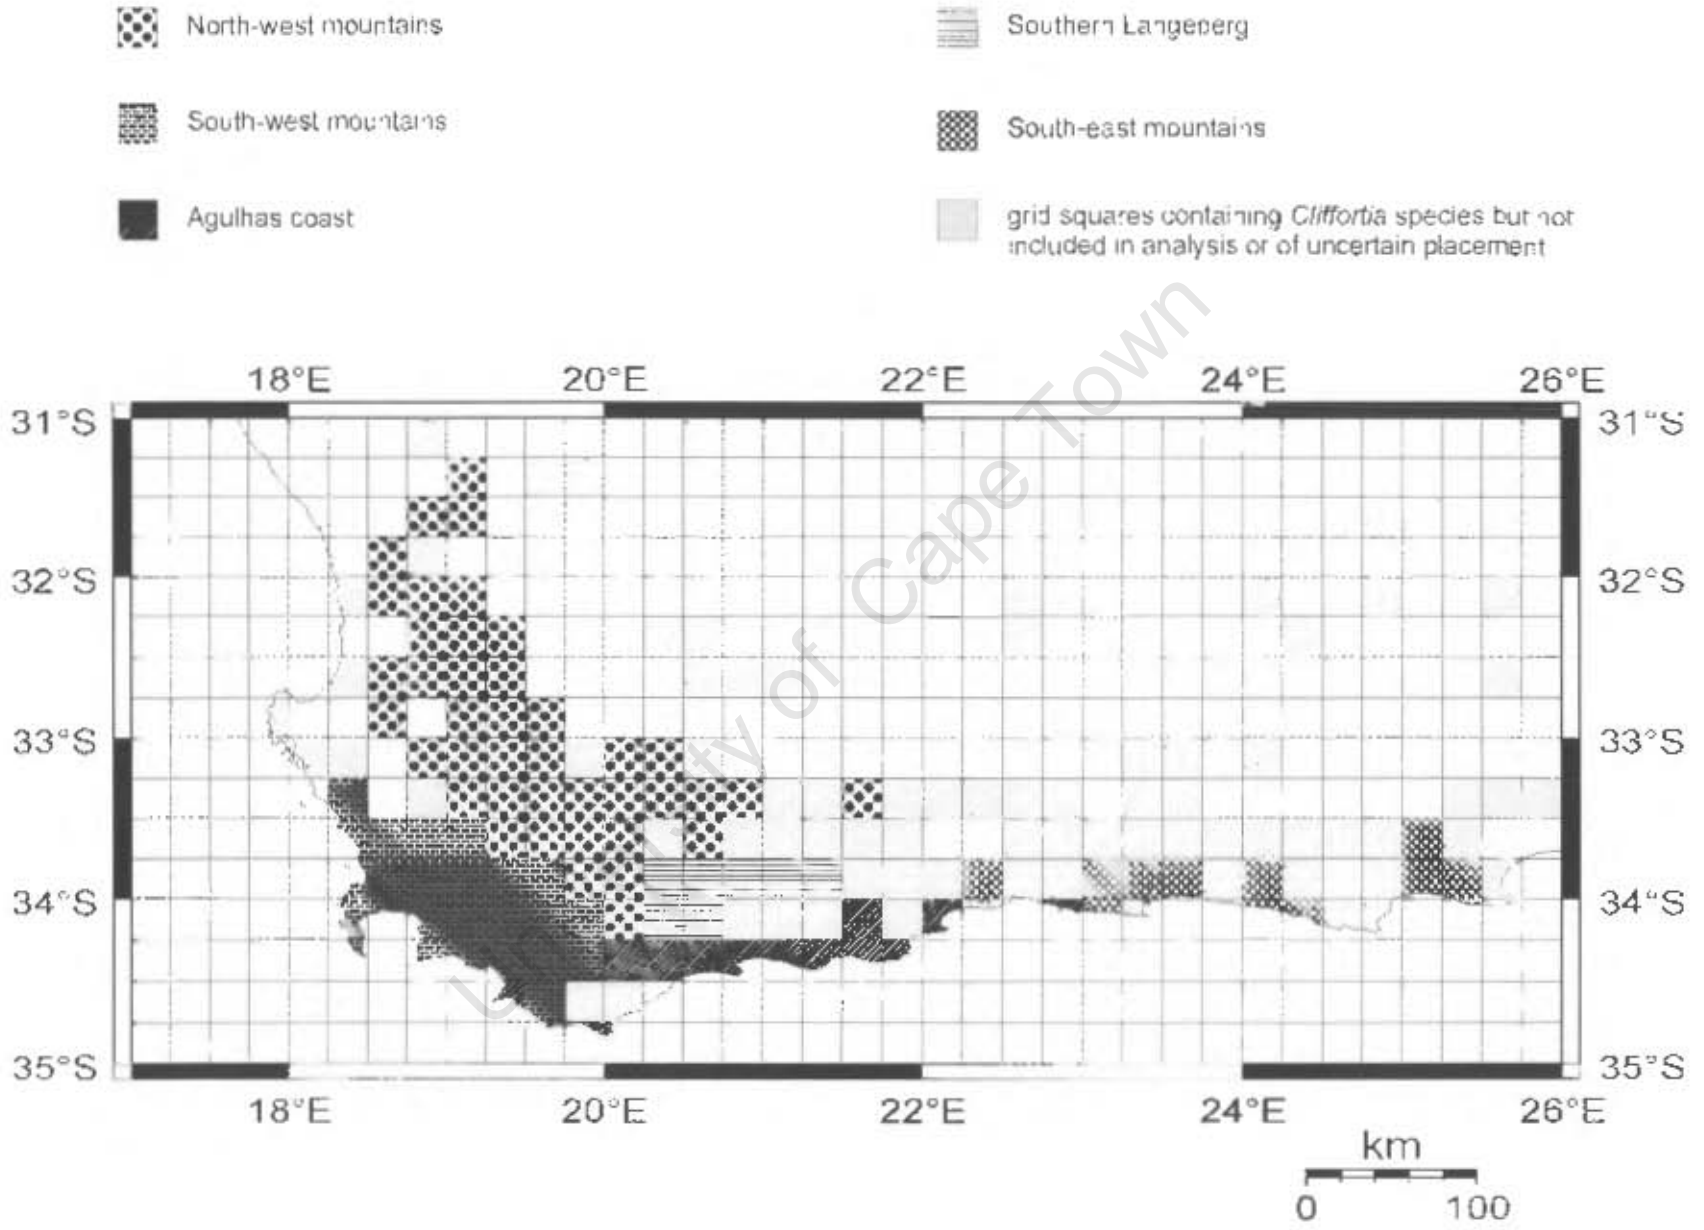 North-west mountains
Southern Langeberg
South-west mountains
South-east mountains
Agulhas coast
grid squares containing Cliffortia species but not
included in analysis or of uncertain placement
18°E 20°E 22°E 24°E 26°E
31°S 31°S
32°S 32°S
33°S 33°S
34°S 34°S
35°S 35°S
18°E 20°E 22°E 24°E 26°E
km
0 100
University of Cape Town